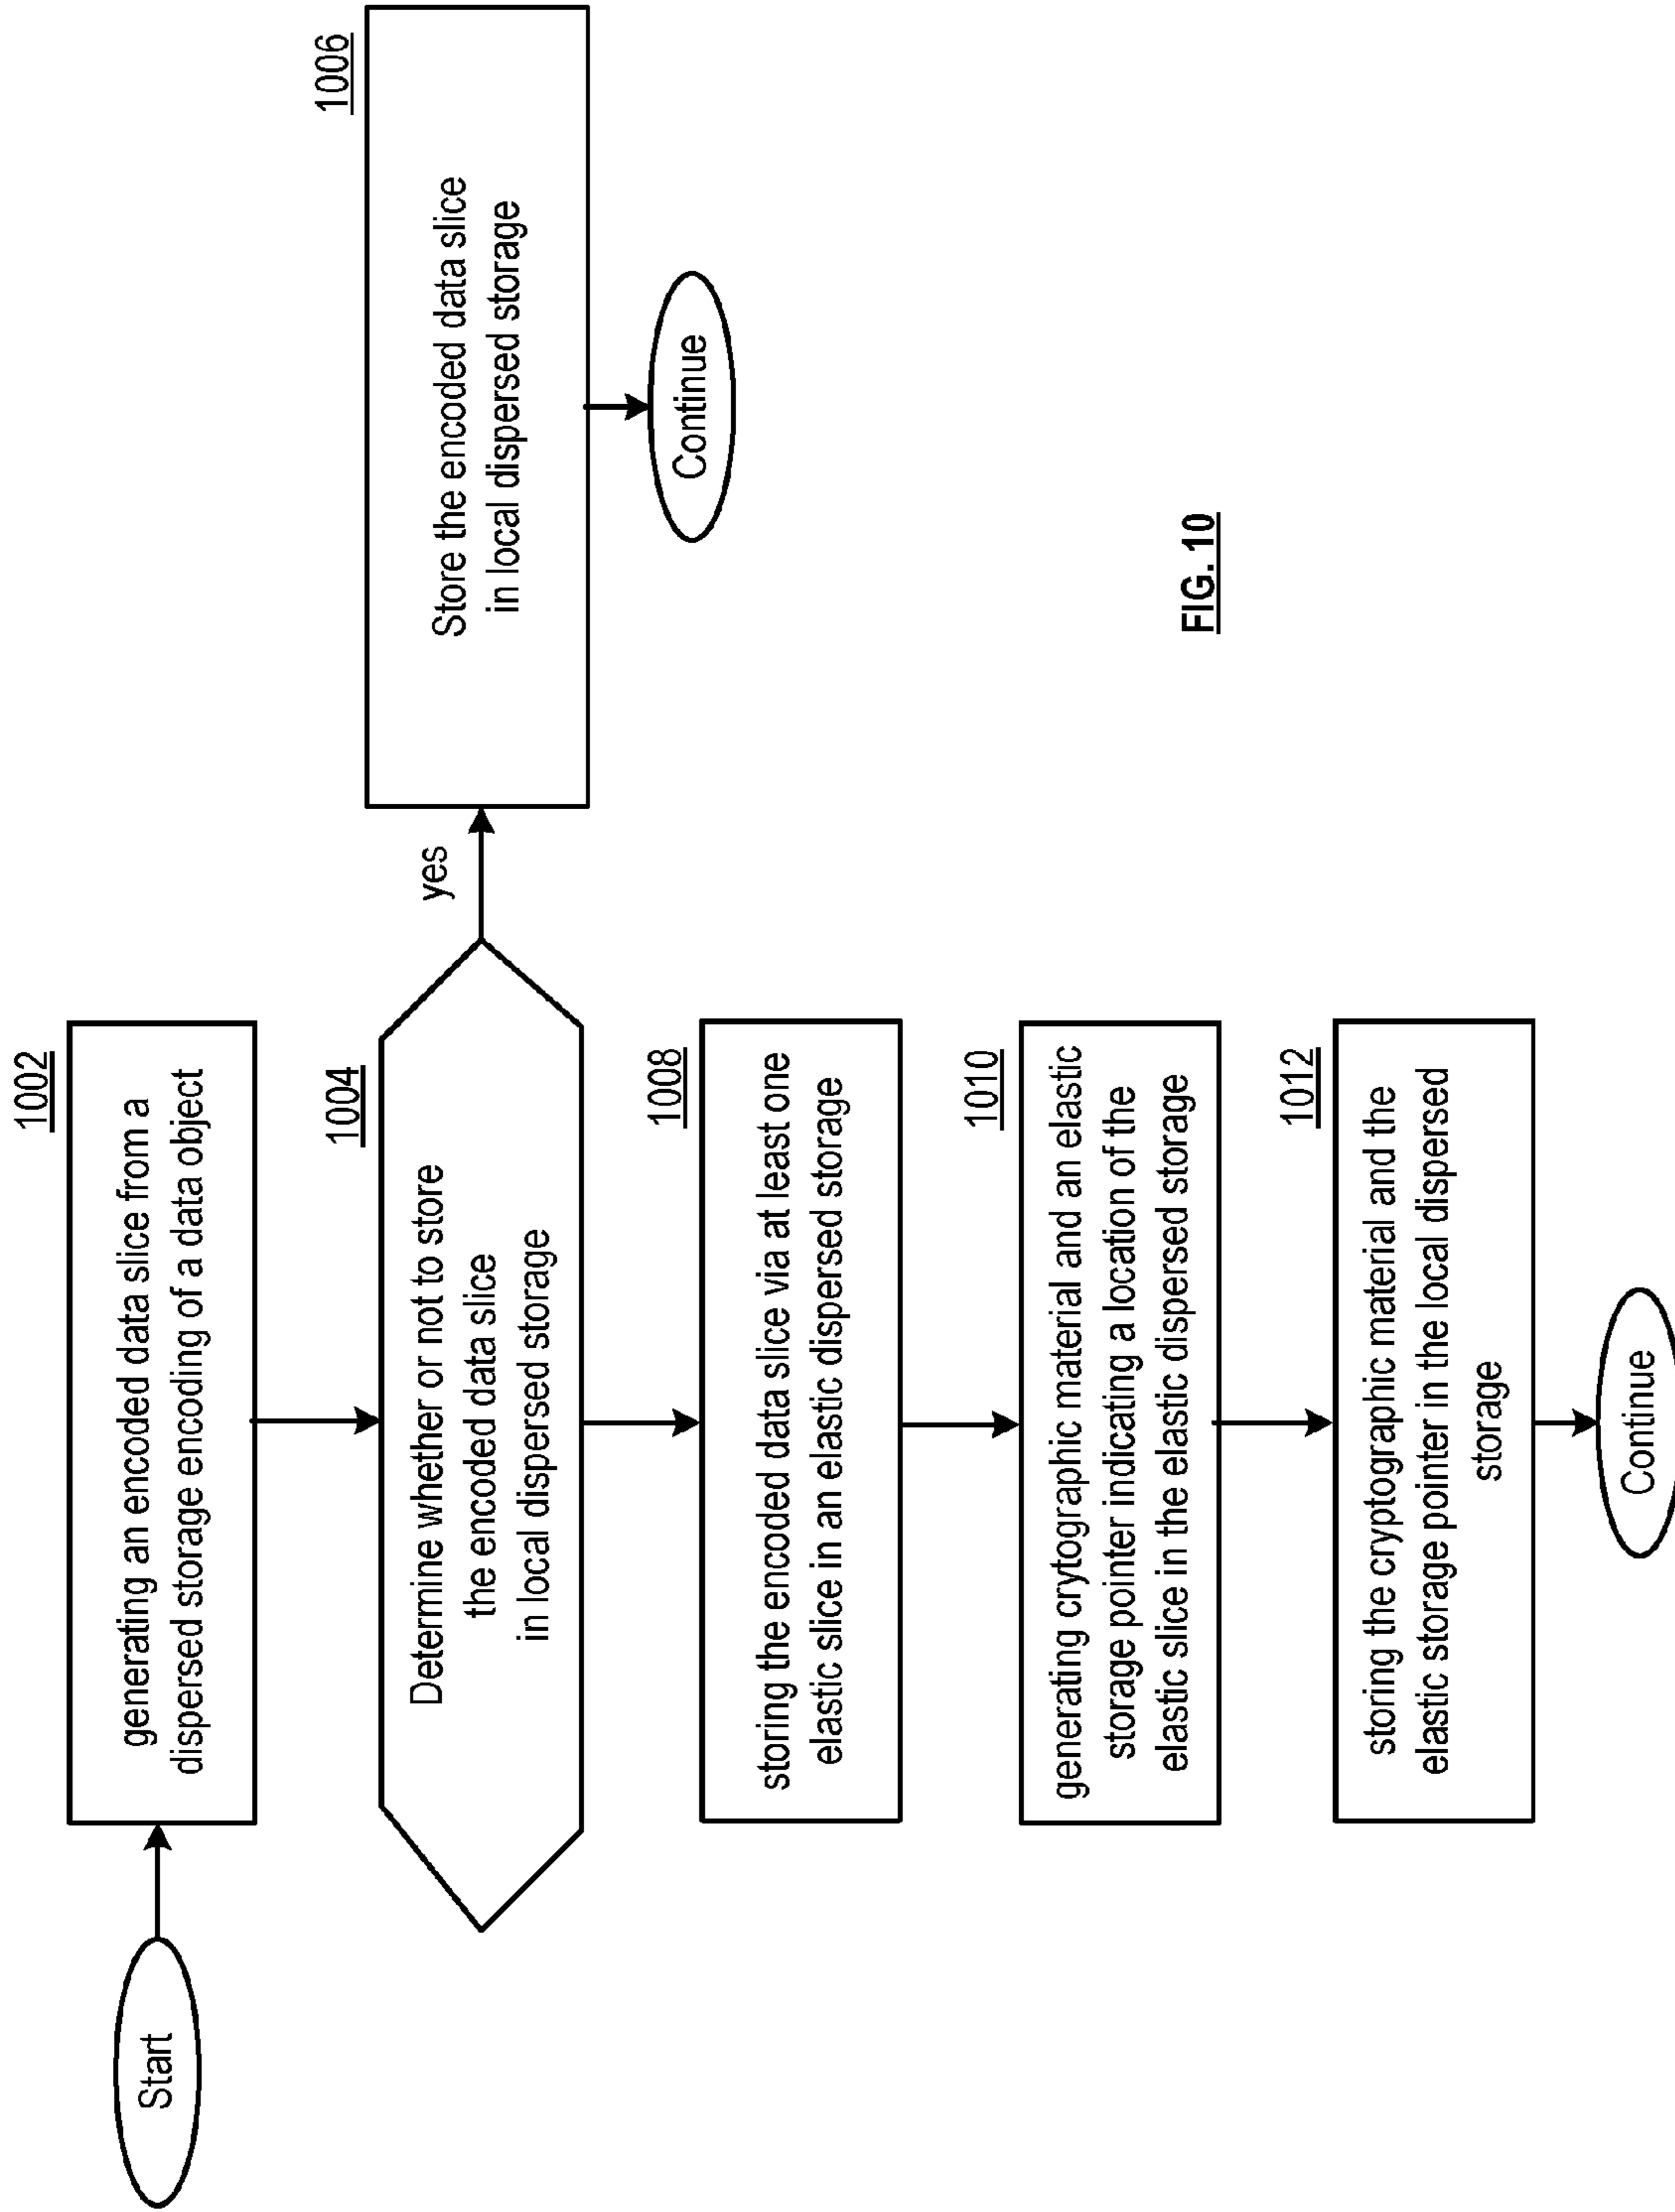 Start
1002
generating an encoded data slice from a
dispersed storage encoding of a data object
1004
Determine whether or not to store
the encoded data slice
in local dispersed storage
yes
1006
Store the encoded data slice
in local dispersed storage
Continue
1008
storing the encoded data slice via at least one
elastic slice in an elastic dispersed storage
1010
generating crytographic material and an elastic
storage pointer indicating a location of the
elastic slice in the elastic dispersed storage
1012
storing the cryptographic material and the
elastic storage pointer in the local dispersed
storage
Continue
FIG. 10